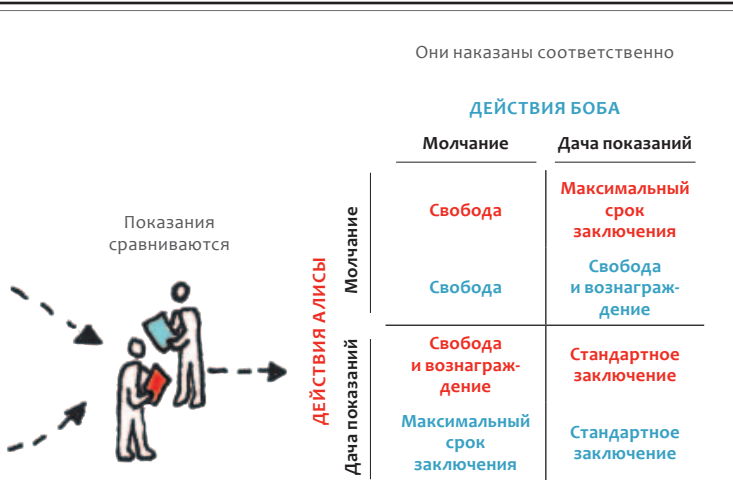 Они наказаны соответственно
ДЕЙСТВИЯ БОБА
Молчание
Дача показаний
Показания
сравниваются
ДЕЙСТВИЯ АЛИСЫ
Молчание
Свобода
Максимальный
срок
заключения
Свобода
Свобода
и вознаграж-
дение
Дача показаний
Свобода
и вознаграж-
дение
Стандартное
заключение
Максимальный
срок
заключения
Стандартное
заключение